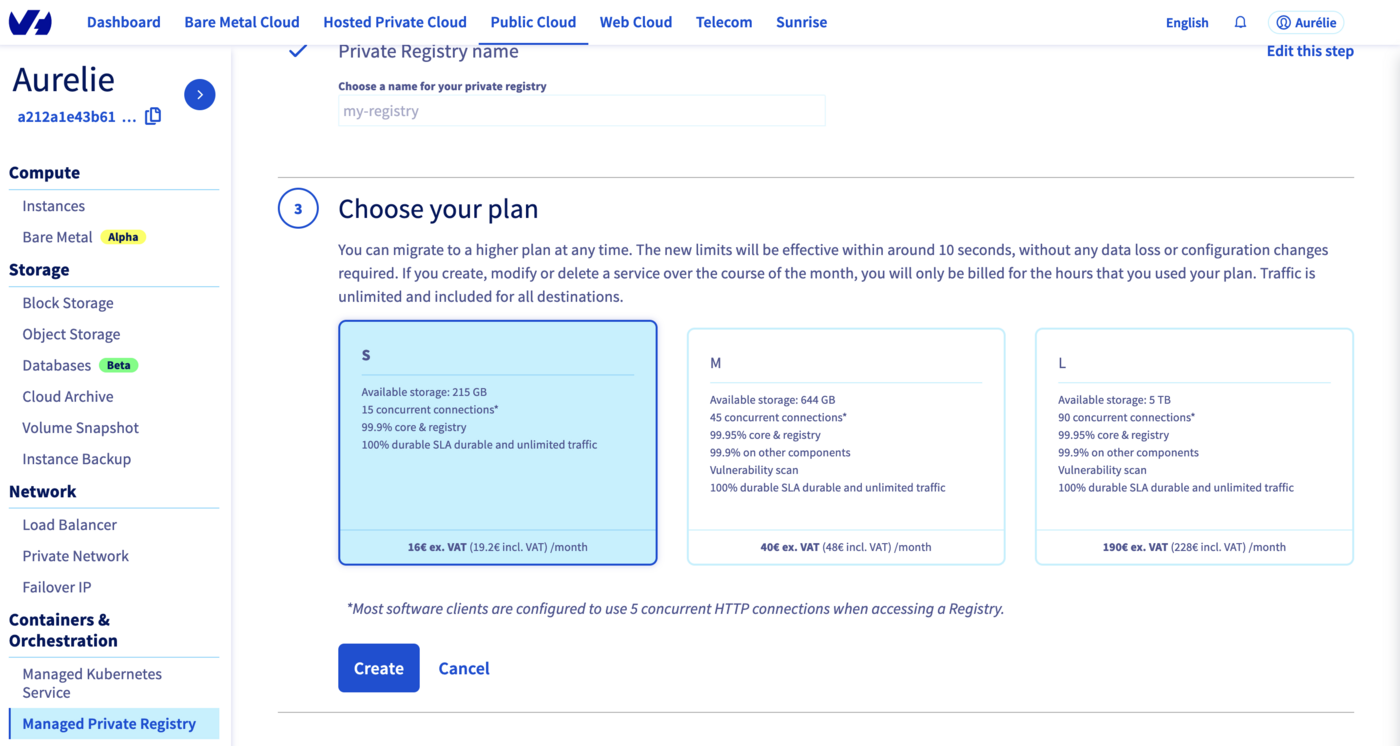 Dashboard
Bare Metal Cloud
Hosted Private Cloud
Public Cloud
Web Cloud
Telecom
Sunrise
English
Aurélie
Aurelie
a212a1e43b61 ...
Compute
Instances
Bare Metal Alpha
Storage
Block Storage
Object Storage
Databases Beta
Cloud Archive
Volume Snapshot
Instance Backup
Network
Load Balancer
Private Network
Failover IP
Containers &
Orchestration
Managed Kubernetes
Service
Managed Private Registry
Private Registry name
Edit this step
Choose a name for your private registry
my-registry
3
Choose your plan
You can migrate to a higher plan at any time. The new limits will be effective within around 10 seconds, without any data loss or configuration changes
required. If you create, modify or delete a service over the course of the month, you will only be billed for the hours that you used your plan. Traffic is
unlimited and included for all destinations.
S
Available storage: 215 GB
15 concurrent connections*
99.9% core & registry
100% durable SLA durable and unlimited traffic
16€ ex. VAT (19.2€ incl. VAT) /month
M
Available storage: 644 GB
45 concurrent connections*
99.95% core & registry
99.9% on other components
Vulnerability scan
100% durable SLA durable and unlimited traffic
40€ ex. VAT (48€ incl. VAT) /month
L
Available storage: 5 TB
90 concurrent connections*
99.95% core & registry
99.9% on other components
Vulnerability scan
100% durable SLA durable and unlimited traffic
190€ ex. VAT (228€ incl. VAT) /month
*Most software clients are configured to use 5 concurrent HTTP connections when accessing a Registry.
Create
Cancel